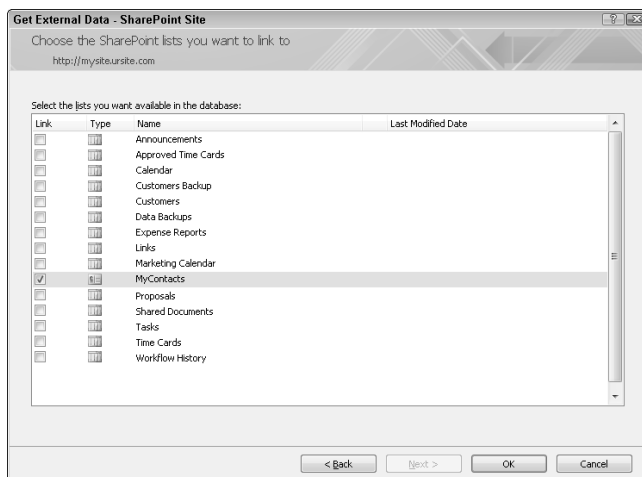 Get External Data - SharePoint Site
Choose the SharePoint lists you want to link to
http://mysite.ursite.com
Select the lists you want available in the database:
Link Type Name Last Modified Date
Announcements
Approved Time Cards
Calendar
Customers Backup
Customers
Data Backups
Expense Reports
Links
Marketing Calendar
MyContacts
Proposals
Shared Documents
Tasks
Time Cards
Workflow History
< Back Next > OK Cancel